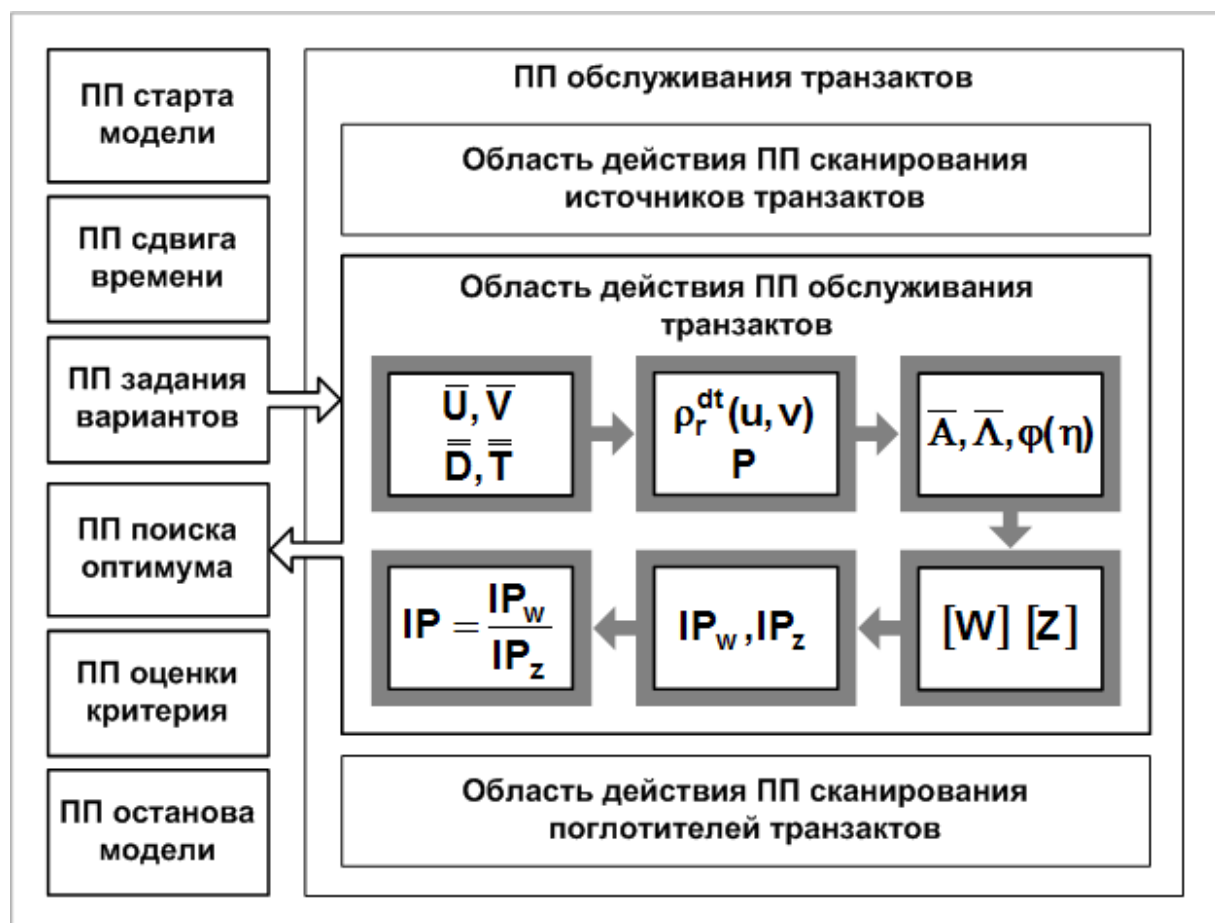 ПП старта
модели
ПП сдвига
времени
ПП задания
вариантов
ПП поиска
оптимума
ПП оценки
критерия
ПП останова
модели
ПП обслуживания транзактов
Область действия ПП сканирования
источников транзактов
Область действия ПП обслуживания
транзактов
U̅, V̅
D̿, T̿
ρ_r^dt(u, v)
P
A̅, Λ̅, φ(η)
[W] [Z]
IP_w, IP_z
IP = IP_w / IP_z
Область действия ПП сканирования
поглотителей транзактов